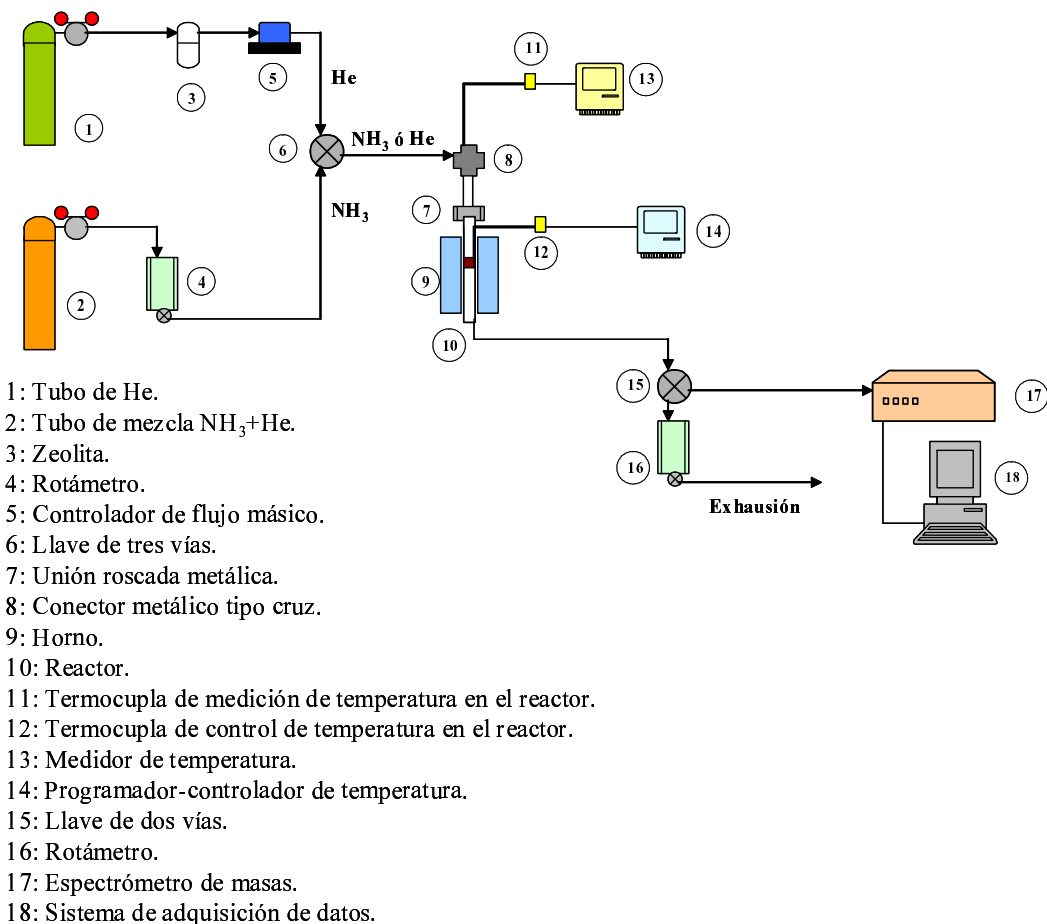 11
13
He
1
3
5
6
NH3 ó He
8
NH3
7
14
12
2
4
9
10
15
17
16
18
Exhausión
1: Tubo de He.
2: Tubo de mezcla NH3+He.
3: Zeolita.
4: Rotámetro.
5: Controlador de flujo másico.
6: Llave de tres vías.
7: Unión roscada metálica.
8: Conector metálico tipo cruz.
9: Horno.
10: Reactor.
11: Termocupla de medición de temperatura en el reactor.
12: Termocupla de control de temperatura en el reactor.
13: Medidor de temperatura.
14: Programador-controlador de temperatura.
15: Llave de dos vías.
16: Rotámetro.
17: Espectrómetro de masas.
18: Sistema de adquisición de datos.